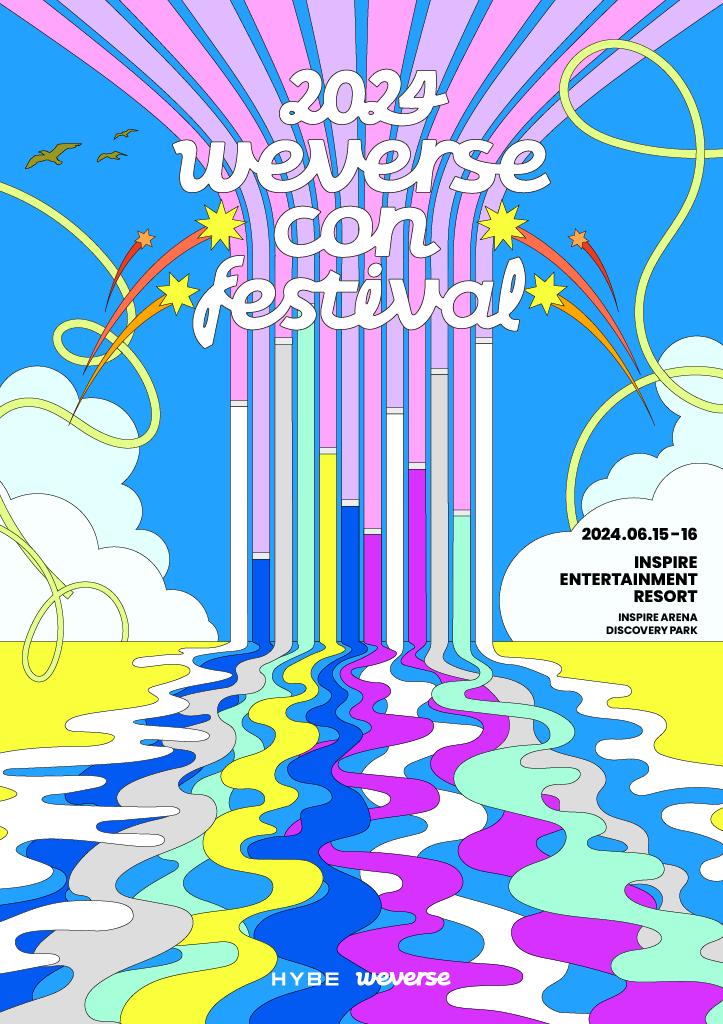 2024
weverse
con
festival
2024.06.15-16
INSPIRE
ENTERTAINMENT
RESORT
INSPIRE ARENA
DISCOVERY PARK
HYBE weverse